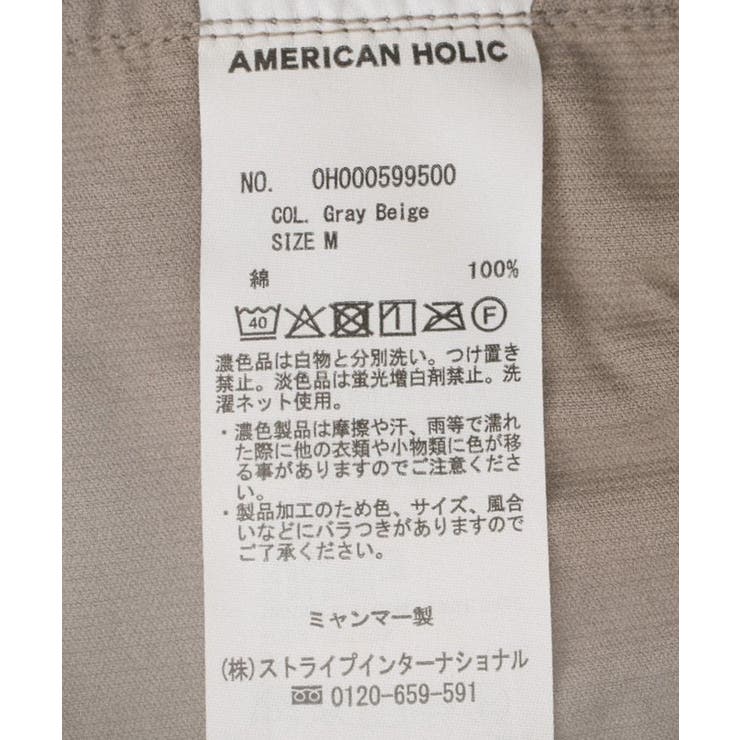 AMERICAN HOLIC
NO. 0H000599500
COL. Gray Beige
SIZE M
綿 100%
40 F
濃色品は白物と分別洗い。つけ置き
禁止。淡色品は蛍光増白剤禁止。洗
濯ネット使用。
・濃色製品は摩擦や汗、雨等で濡れ
た際に他の衣類や小物類に色が移
る事がありますのでご注意くださ
い。
・製品加工のため色、サイズ、風合
いなどにバラつきがありますので
ご了承ください。
ミャンマー製
(株)ストライプインターナショナル
0120-659-591